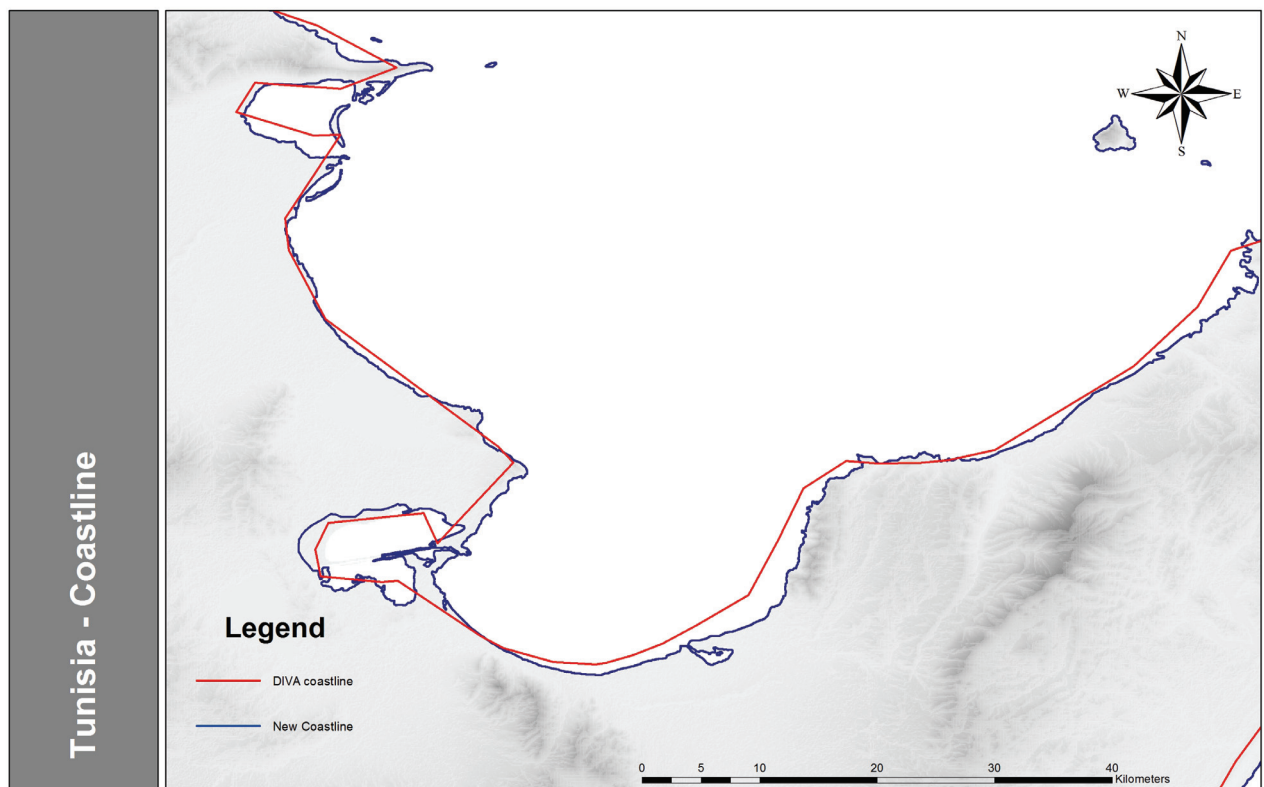 Tunisia - Coastline
N
W E
S
Legend
DIVA coastline
New Coastline
0 5 10 20 30 40
Kilometers